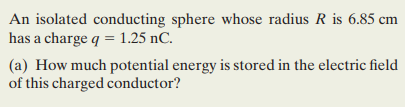 An isolated conducting sphere whose radius R is 6.85 cm
has a charge q = 1.25 nC.
(a) How much potential energy is stored in the electric field
of this charged conductor?